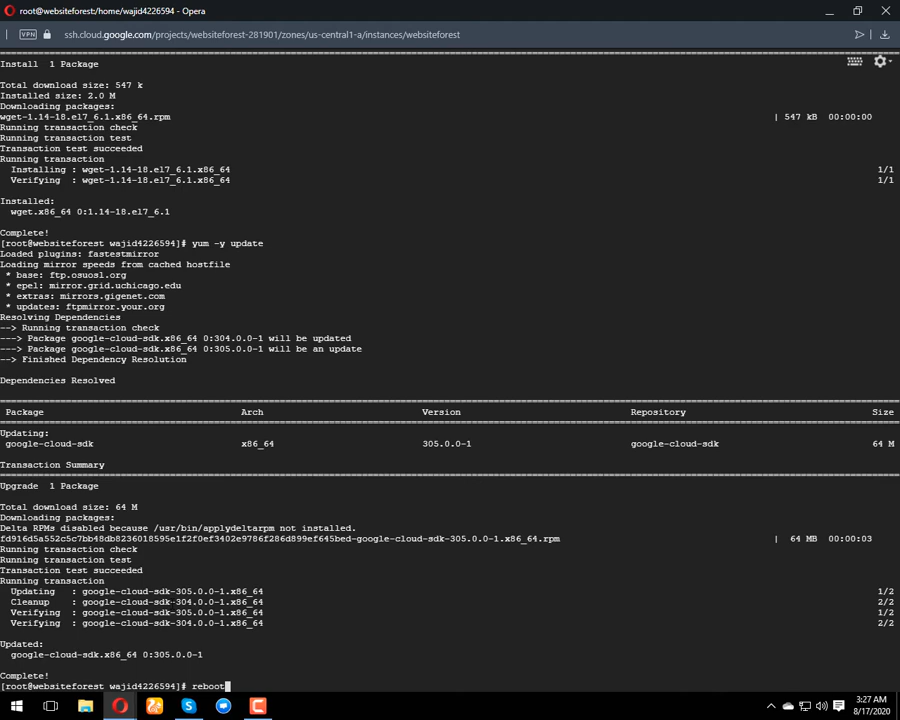 root@websiteforest:/home/wajid4226594 - Opera
VPN ssh.cloud.google.com/projects/websiteforest-281901/zones/us-central1-a/instances/websiteforest
Install 1 Package
Total download size: 547 k
Installed size: 2.0 M
Downloading packages:
wget-1.14-18.el7_6.1.x86_64.rpm | 547 kB 00:00:00
Running transaction check
Running transaction test
Transaction test succeeded
Running transaction
Installing : wget-1.14-18.el7_6.1.x86_64 1/1
Verifying : wget-1.14-18.el7_6.1.x86_64 1/1
Installed:
wget.x86_64 0:1.14-18.el7_6.1
Complete!
[root@websiteforest wajid4226594]# yum -y update
Loaded plugins: fastestmirror
Loading mirror speeds from cached hostfile
* base: ftp.osuosl.org
* epel: mirror.grid.uchicago.edu
* extras: mirrors.gigenet.com
* updates: ftpmirror.your.org
Resolving Dependencies
--> Running transaction check
---> Package google-cloud-sdk.x86_64 0:304.0.0-1 will be updated
---> Package google-cloud-sdk.x86_64 0:305.0.0-1 will be an update
--> Finished Dependency Resolution
Dependencies Resolved
Package Arch Version Repository Size
Updating:
google-cloud-sdk x86_64 305.0.0-1 google-cloud-sdk 64 M
Transaction Summary
Upgrade 1 Package
Total download size: 64 M
Downloading packages:
Delta RPMs disabled because /usr/bin/applydeltarpm not installed.
fd916d5a552c5c7bb48db8236018595e1f2f0ef3402e9786f286d899ef645bed-google-cloud-sdk-305.0.0-1.x86_64.rpm | 64 MB 00:00:03
Running transaction check
Running transaction test
Transaction test succeeded
Running transaction
Updating : google-cloud-sdk-305.0.0-1.x86_64 1/2
Cleanup : google-cloud-sdk-304.0.0-1.x86_64 2/2
Verifying : google-cloud-sdk-305.0.0-1.x86_64 1/2
Verifying : google-cloud-sdk-304.0.0-1.x86_64 2/2
Updated:
google-cloud-sdk.x86_64 0:305.0.0-1
Complete!
[root@websiteforest wajid4226594]# reboot
3:27 AM
8/17/2020